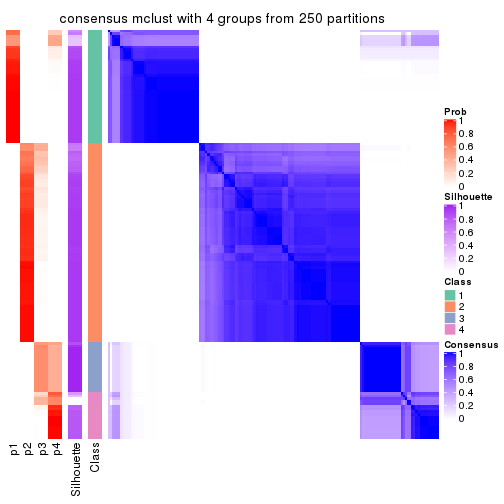 consensus mclust with 4 groups from 250 partitions
Prob
1
0.8
0.6
0.4
0.2
0
Silhouette
1
0.8
0.6
0.4
0.2
0
Class
1
2
3
4
Consensus
1
0.8
0.6
0.4
0.2
0
p1
p2
p3
p4
Silhouette
Class